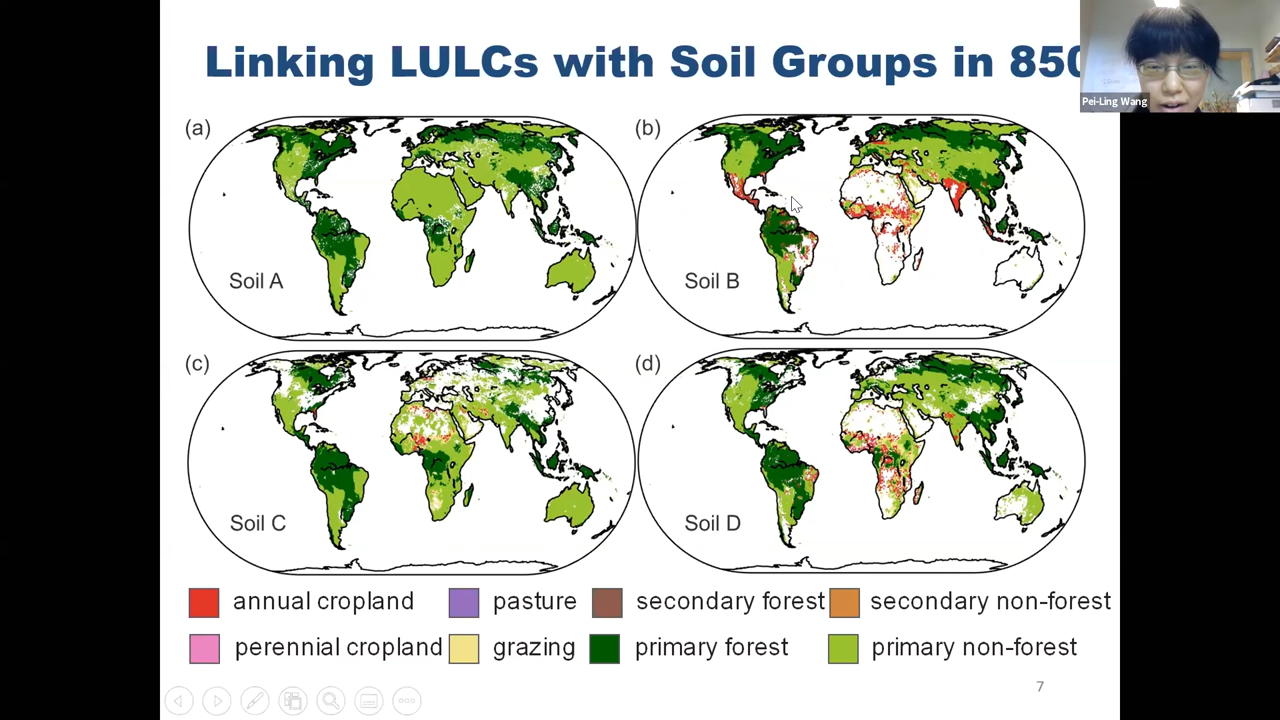 Linking LULCs with Soil Groups in 850
Pei-Ling Wang
(a)
(b)
Soil A
Soil B
(c)
(d)
Soil C
Soil D
annual cropland
pasture
secondary forest
secondary non-forest
perennial cropland
grazing
primary forest
primary non-forest
7